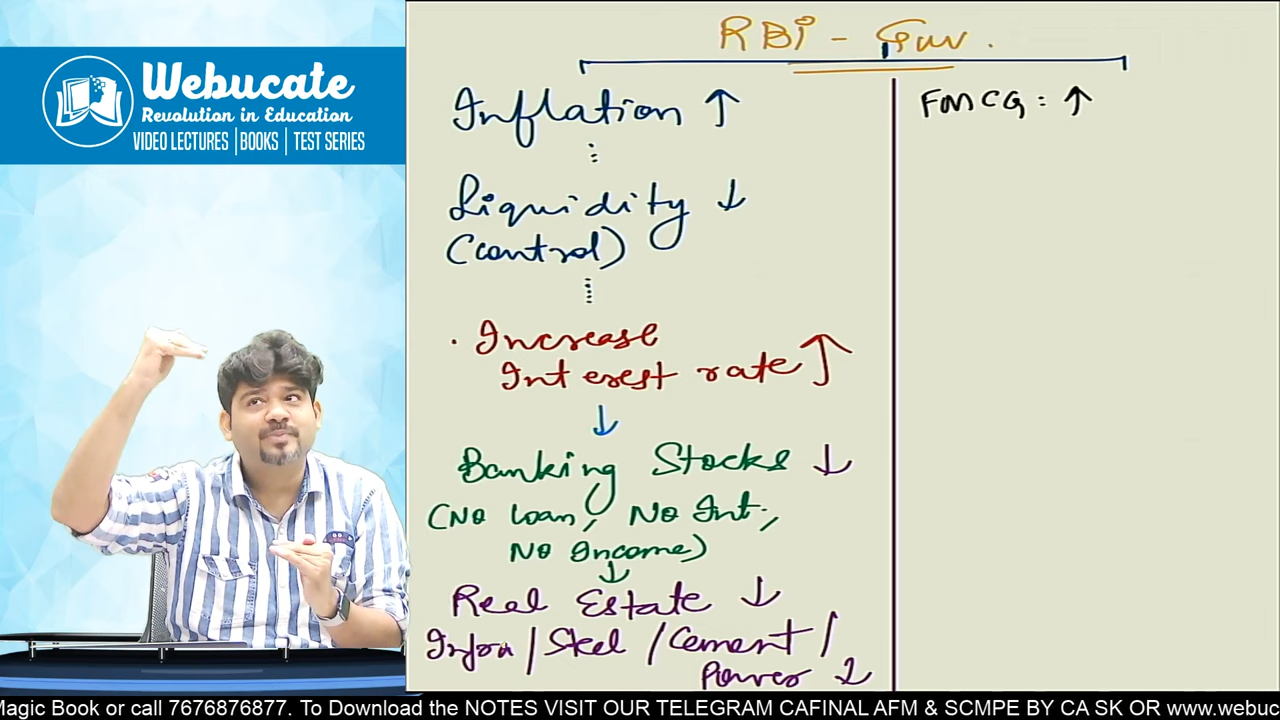 Webucate
Revolution in Education
VIDEO LECTURES | BOOKS | TEST SERIES
RBI - Gov.
Inflation ↑
Liquidity ↓
(control)
. Increase
Interest rate ↑
↓
Banking Stocks ↓
(No Loan, No Int.,
No Income)
↓
Real Estate ↓
Infra / Steel / Cement /
Power ↓
FMCG : ↑
Magic Book or call 7676876877. To Download the NOTES VISIT OUR TELEGRAM CAFINAL AFM & SCMPE BY CA SK OR www.webuc